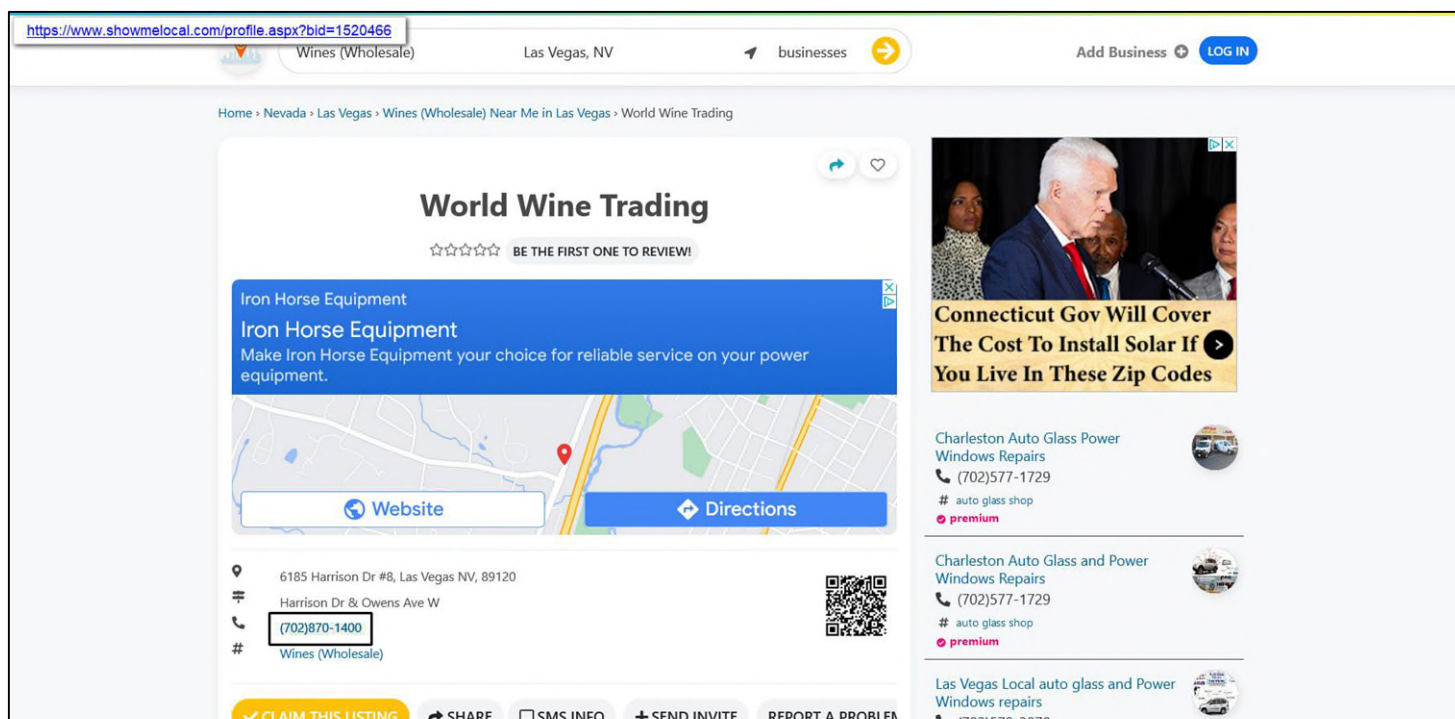 https://www.showmelocal.com/profile.aspx?bid=1520466
Wines (Wholesale) Las Vegas, NV businesses
Add Business LOG IN
Home › Nevada › Las Vegas › Wines (Wholesale) Near Me in Las Vegas › World Wine Trading
World Wine Trading
BE THE FIRST ONE TO REVIEW!
Iron Horse Equipment
Iron Horse Equipment
Make Iron Horse Equipment your choice for reliable service on your power
equipment.
Website
Directions
6185 Harrison Dr #8, Las Vegas NV, 89120
Harrison Dr & Owens Ave W
(702)870-1400
# Wines (Wholesale)
CLAIM THIS LISTING SHARE SMS INFO + SEND INVITE REPORT A PROBLEM
Connecticut Gov Will Cover
The Cost To Install Solar If
You Live In These Zip Codes
Charleston Auto Glass Power
Windows Repairs
(702)577-1729
# auto glass shop
premium
Charleston Auto Glass and Power
Windows Repairs
(702)577-1729
# auto glass shop
premium
Las Vegas Local auto glass and Power
Windows repairs